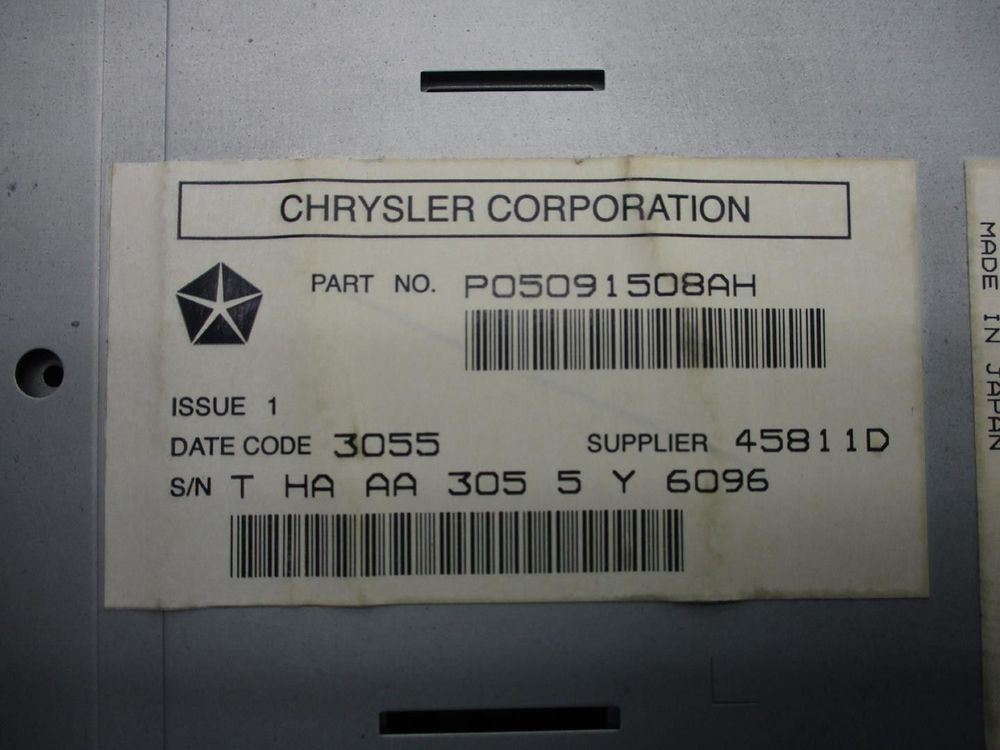 CHRYSLER CORPORATION
PART NO. P05091508AH
ISSUE 1
DATE CODE 3055
SUPPLIER 45811D
S/N T HA AA 305 5 Y 6096
MADE IN JAPAN